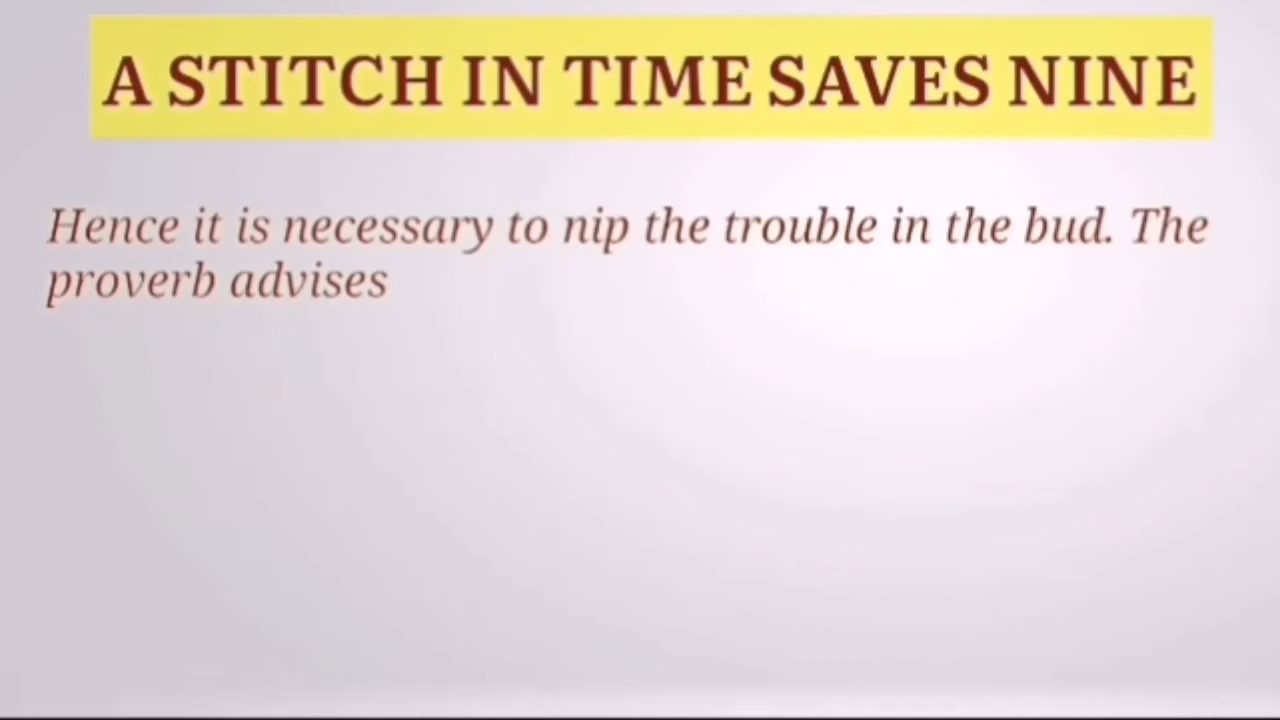 A STITCH IN TIME SAVES NINE
Hence it is necessary to nip the trouble in the bud. The
proverb advises